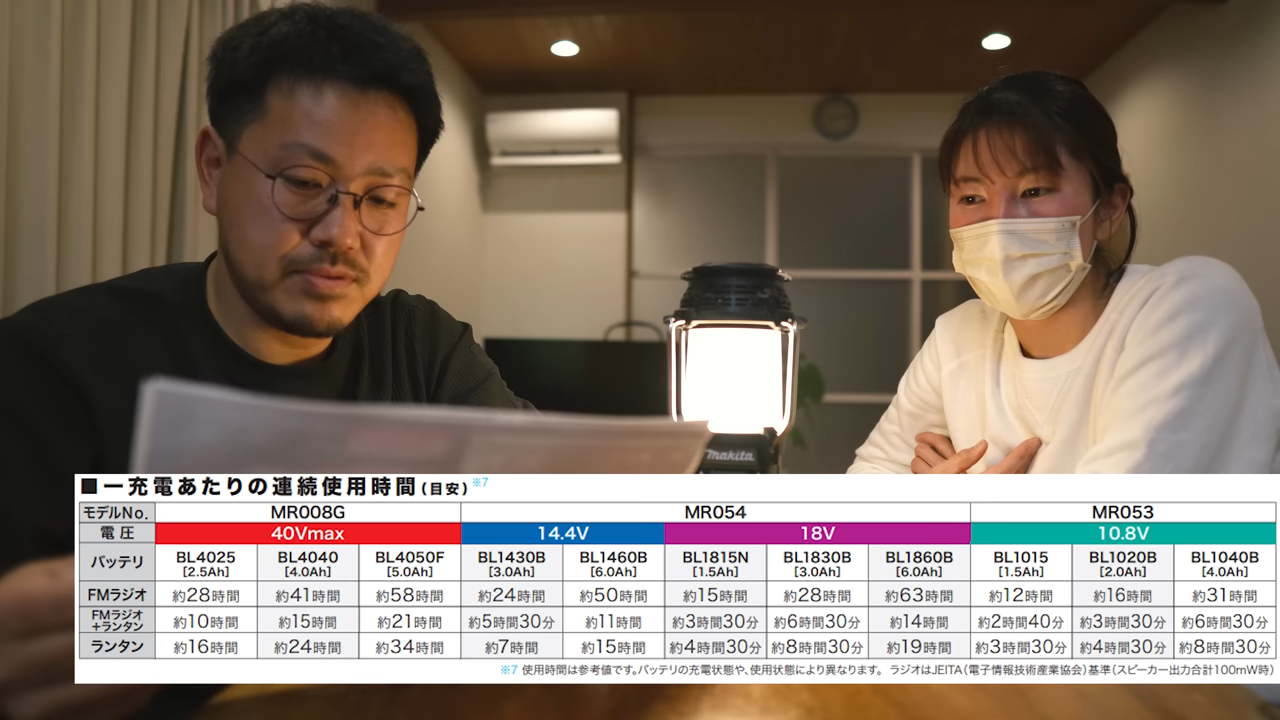 makita
■一充電あたりの連続使用時間(目安)※7
モデルNo. MR008G MR054 MR053
電圧 40Vmax 14.4V 18V 10.8V
バッテリ BL4025 [2.5Ah] BL4040 [4.0Ah] BL4050F [5.0Ah] BL1430B [3.0Ah] BL1460B [6.0Ah] BL1815N [1.5Ah] BL1830B [3.0Ah] BL1860B [6.0Ah] BL1015 [1.5Ah] BL1020B [2.0Ah] BL1040B [4.0Ah]
FMラジオ 約28時間 約41時間 約58時間 約24時間 約50時間 約15時間 約28時間 約63時間 約12時間 約16時間 約31時間
FMラジオ+ランタン 約10時間 約15時間 約21時間 約5時間30分 約11時間 約3時間30分 約6時間30分 約14時間 約2時間40分 約3時間30分 約6時間30分
ランタン 約16時間 約24時間 約34時間 約7時間 約15時間 約4時間30分 約8時間30分 約19時間 約3時間30分 約4時間30分 約8時間30分
※7 使用時間は参考値です。バッテリの充電状態や、使用状態により異なります。 ラジオはJEITA(電子情報技術産業協会)基準(スピーカー出力合計100mW時)